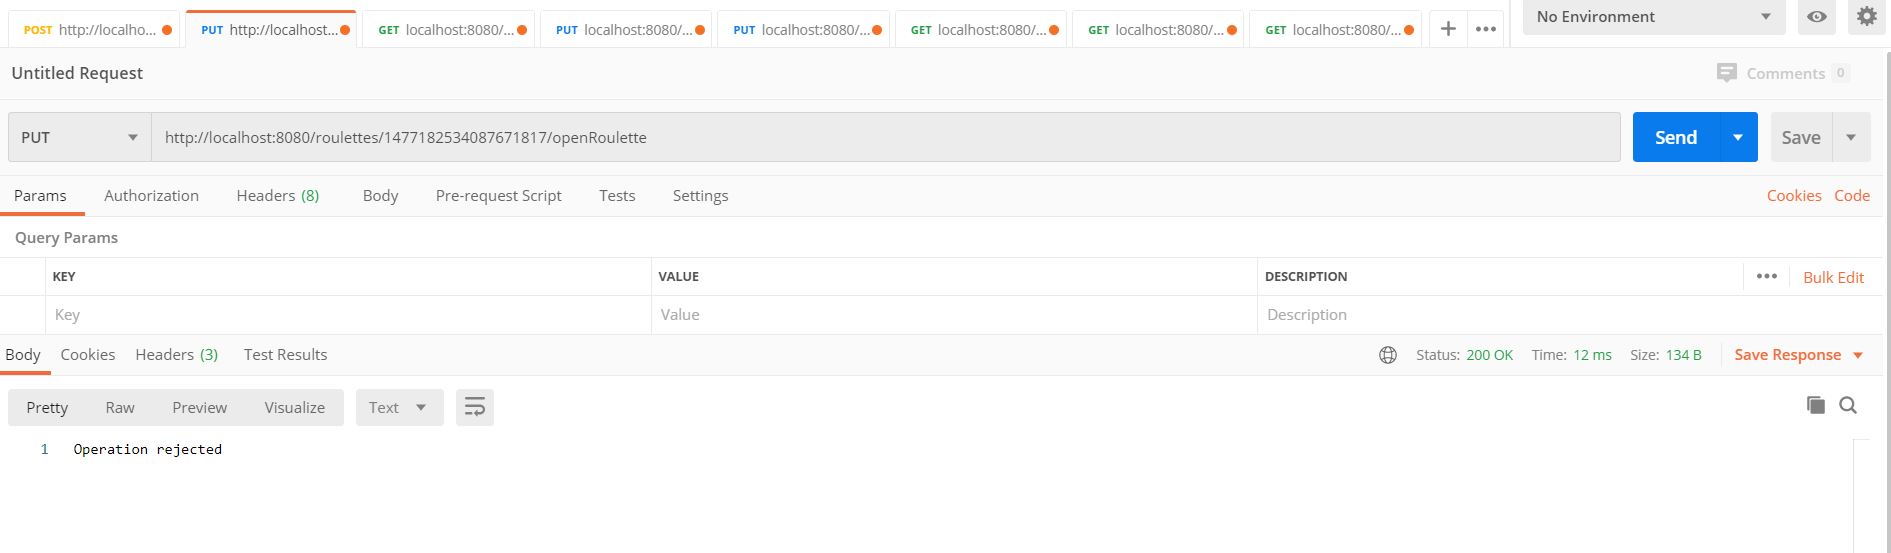 POST http://localho... PUT http://localhost... GET localhost:8080/... PUT localhost:8080/... PUT localhost:8080/... GET localhost:8080/... GET localhost:8080/... GET localhost:8080/... No Environment
Untitled Request Comments 0
PUT http://localhost:8080/roulettes/1477182534087671817/openRoulette Send Save
Params Authorization Headers (8) Body Pre-request Script Tests Settings Cookies Code
Query Params
KEY VALUE DESCRIPTION Bulk Edit
Key Value Description
Body Cookies Headers (3) Test Results Status: 200 OK Time: 12 ms Size: 134 B Save Response
Pretty Raw Preview Visualize Text
1 Operation rejected